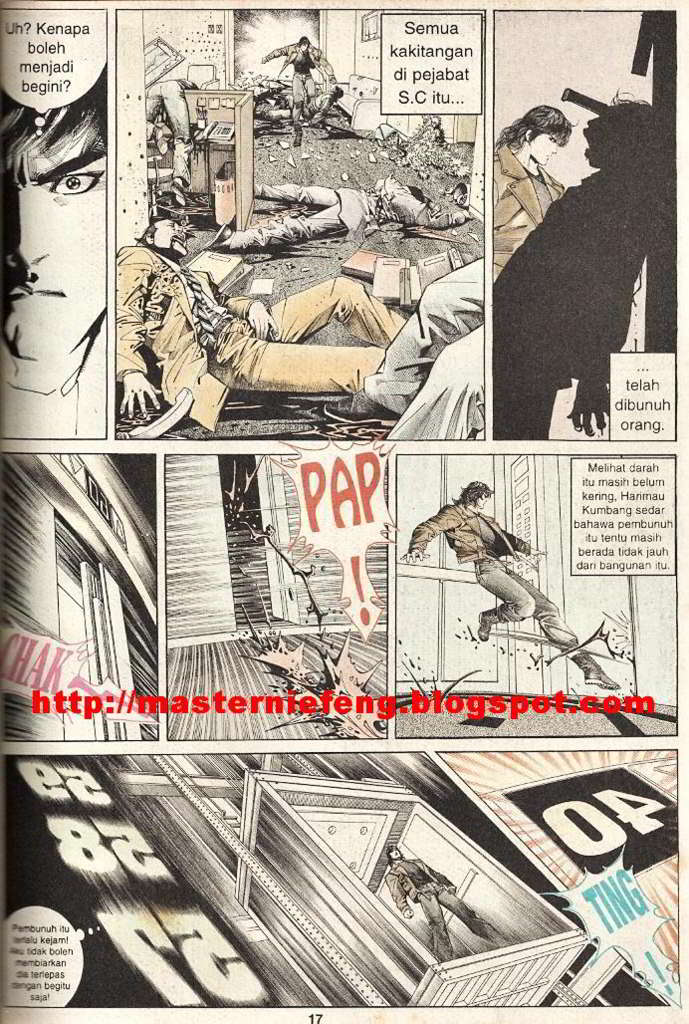 Uh? Kenapa
boleh
menjadi
begini?
Semua
kakitangan
di pejabat
S.C itu...
...
telah
dibunuh
orang.
CHAK
PAP
!
Melihat darah
itu masih belum
kering, Harimau
Kumbang sedar
bahawa pembunuh
itu tentu masih
berada tidak jauh
dari bangunan itu.
http://masterniefeng.blogspot.com
59
58
57
40
TING
!
Pembunuh itu
terlalu kejam!
Aku tidak boleh
membiarkan
dia terlepas
dengan begitu
saja!
17